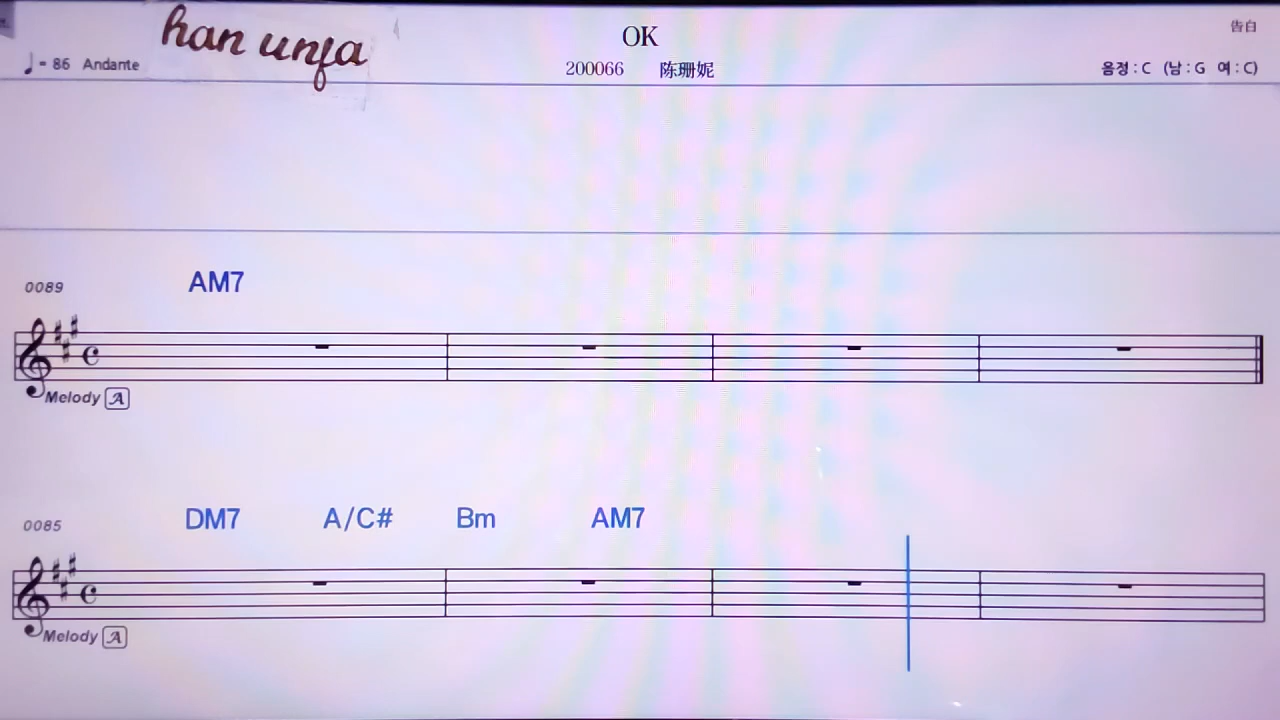 han unja
OK
告白
♩ = 86 Andante
200066 陈珊妮
음정 : C (남 : G 여 : C)
0089
AM7
Melody A
0085
DM7 A/C# Bm AM7
Melody A